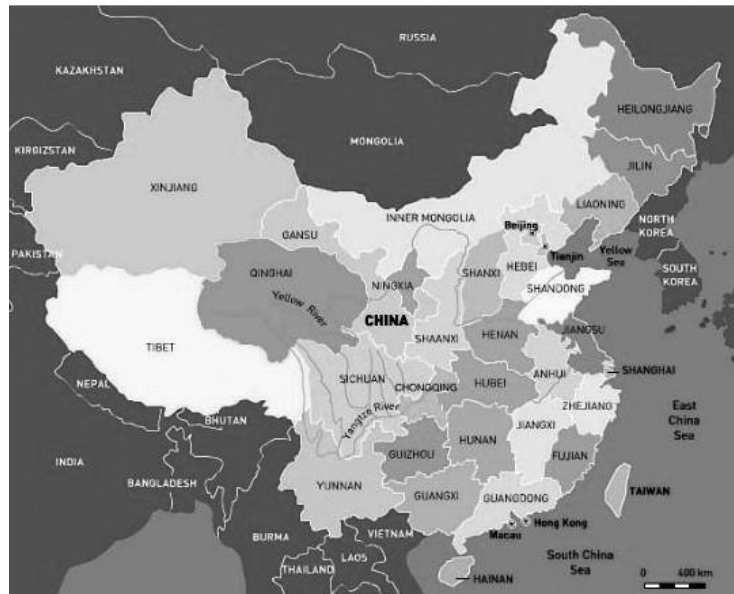 RUSSIA
KAZAKHSTAN
HEILONGJIANG
MONGOLIA
KIRGIZSTAN
JILIN
XINJIANG
LIAONING
INNER MONGOLIA
NORTH
KOREA
Beijing
GANSU
Tianjin
Yellow
Sea
PAKISTAN
HEBEI
SHANXI
QINGHAI
SOUTH
KOREA
NINGXIA
SHANDONG
Yellow River
CHINA
HENAN
JIANGSU
SHAANXI
TIBET
SHANGHAI
ANHUI
SICHUAN
NEPAL
CHONGQING
HUBEI
ZHEJIANG
East
China
Sea
Yangtze River
BHUTAN
JIANGXI
HUNAN
GUIZHOU
FUJIAN
INDIA
BANGLADESH
YUNNAN
TAIWAN
GUANGXI
GUANGDONG
Hong Kong
Macau
BURMA
VIETNAM
LAOS
South China
Sea
THAILAND
HAINAN
0 400 km